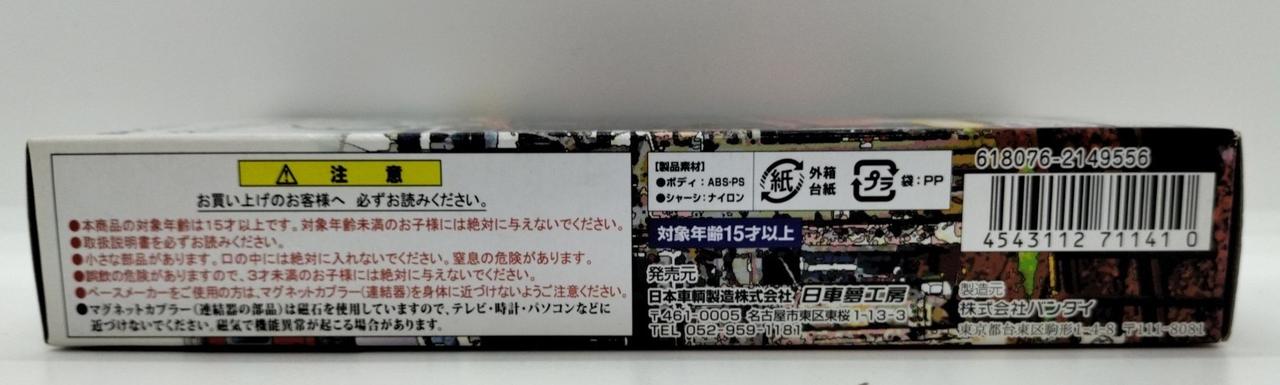 ⚠ 注意
お買い上げのお客様へ 必ずお読みください。
●本商品の対象年齢は15才以上です。対象年齢未満のお子様には絶対に与えないでください。
●取扱説明書を必ずお読みください。
●小さな部品があります。口の中には絶対に入れないでください。窒息の危険があります。
●誤飲の危険がありますので、3才未満のお子様には絶対に与えないでください。
●ペースメーカーをご使用の方は、マグネットカプラー(連結器)を身体に近づけないようご注意ください。
●マグネットカプラー(連結器の部品)は磁石を使用していますので、テレビ・時計・パソコンなどに
近づけないでください。磁気で機能異常が起こる場合があります。
【製品素材】
●ボディ:ABS・PS
●シャーシ:ナイロン
紙 外箱
台紙
プラ 袋:PP
対象年齢15才以上
発売元
日本車輌製造株式会社 日車夢工房
〒461-0005 名古屋市東区東桜1-13-3
TEL 052-959-1181
618076-2149556
4543112 71141 0
製造元
株式会社バンダイ
東京都台東区駒形1-4-8 〒111-8081